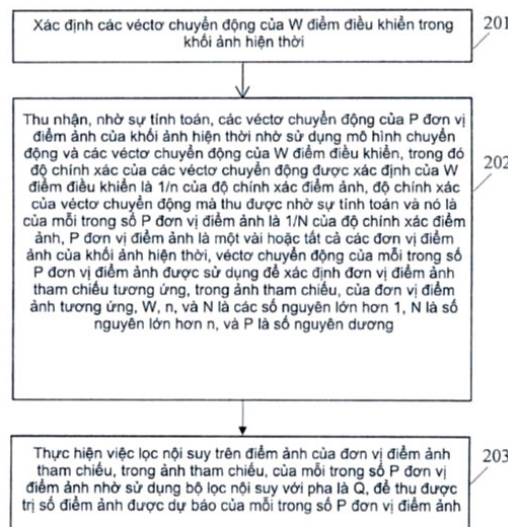 Xác định các véctơ chuyển động của W điểm điều khiển trong
khối ảnh hiện thời
201
Thu nhận, nhờ sự tính toán, các véctơ chuyển động của P đơn vị
điểm ảnh của khối ảnh hiện thời nhờ sử dụng mô hình chuyển
động và các véctơ chuyển động của W điểm điều khiển, trong đó
độ chính xác của các véctơ chuyển động được xác định của W
điểm điều khiển là 1/n của độ chính xác điểm ảnh, độ chính xác
của véctơ chuyển động mà thu được nhờ sự tính toán và nó là
của mỗi trong số P đơn vị điểm ảnh là 1/N của độ chính xác điểm
ảnh, P đơn vị điểm ảnh là một vài hoặc tất cả các đơn vị điểm
ảnh của khối ảnh hiện thời, véctơ chuyển động của mỗi trong số
P đơn vị điểm ảnh được sử dụng để xác định đơn vị điểm ảnh
tham chiếu tương ứng, trong ảnh tham chiếu, của đơn vị điểm
ảnh tương ứng, W, n, và N là các số nguyên lớn hơn 1, N là số
nguyên lớn hơn n, và P là số nguyên dương
202
Thực hiện việc lọc nội suy trên điểm ảnh của đơn vị điểm ảnh
tham chiếu, trong ảnh tham chiếu, của mỗi trong số P đơn vị
điểm ảnh nhờ sử dụng bộ lọc nội suy với pha là Q, để thu được
trị số điểm ảnh được dự báo của mỗi trong số P đơn vị điểm ảnh
203